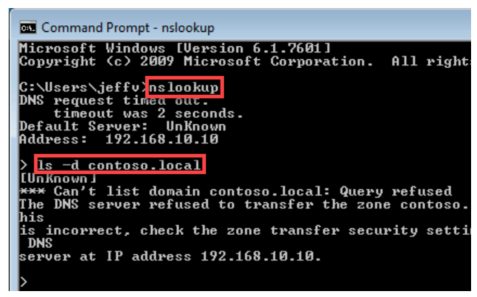 Command Prompt - nslookup
Microsoft Windows [Version 6.1.7601]
Copyright (c) 2009 Microsoft Corporation. All right
C:\Users\jeffv>nslookup
DNS request timed out.
timeout was 2 seconds.
Default Server: UnKnown
Address: 192.168.10.10
> ls -d contoso.local
[UnKnown]
*** Can't list domain contoso.local: Query refused
The DNS server refused to transfer the zone contoso.
his
is incorrect, check the zone transfer security setti
DNS
server at IP address 192.168.10.10.
>